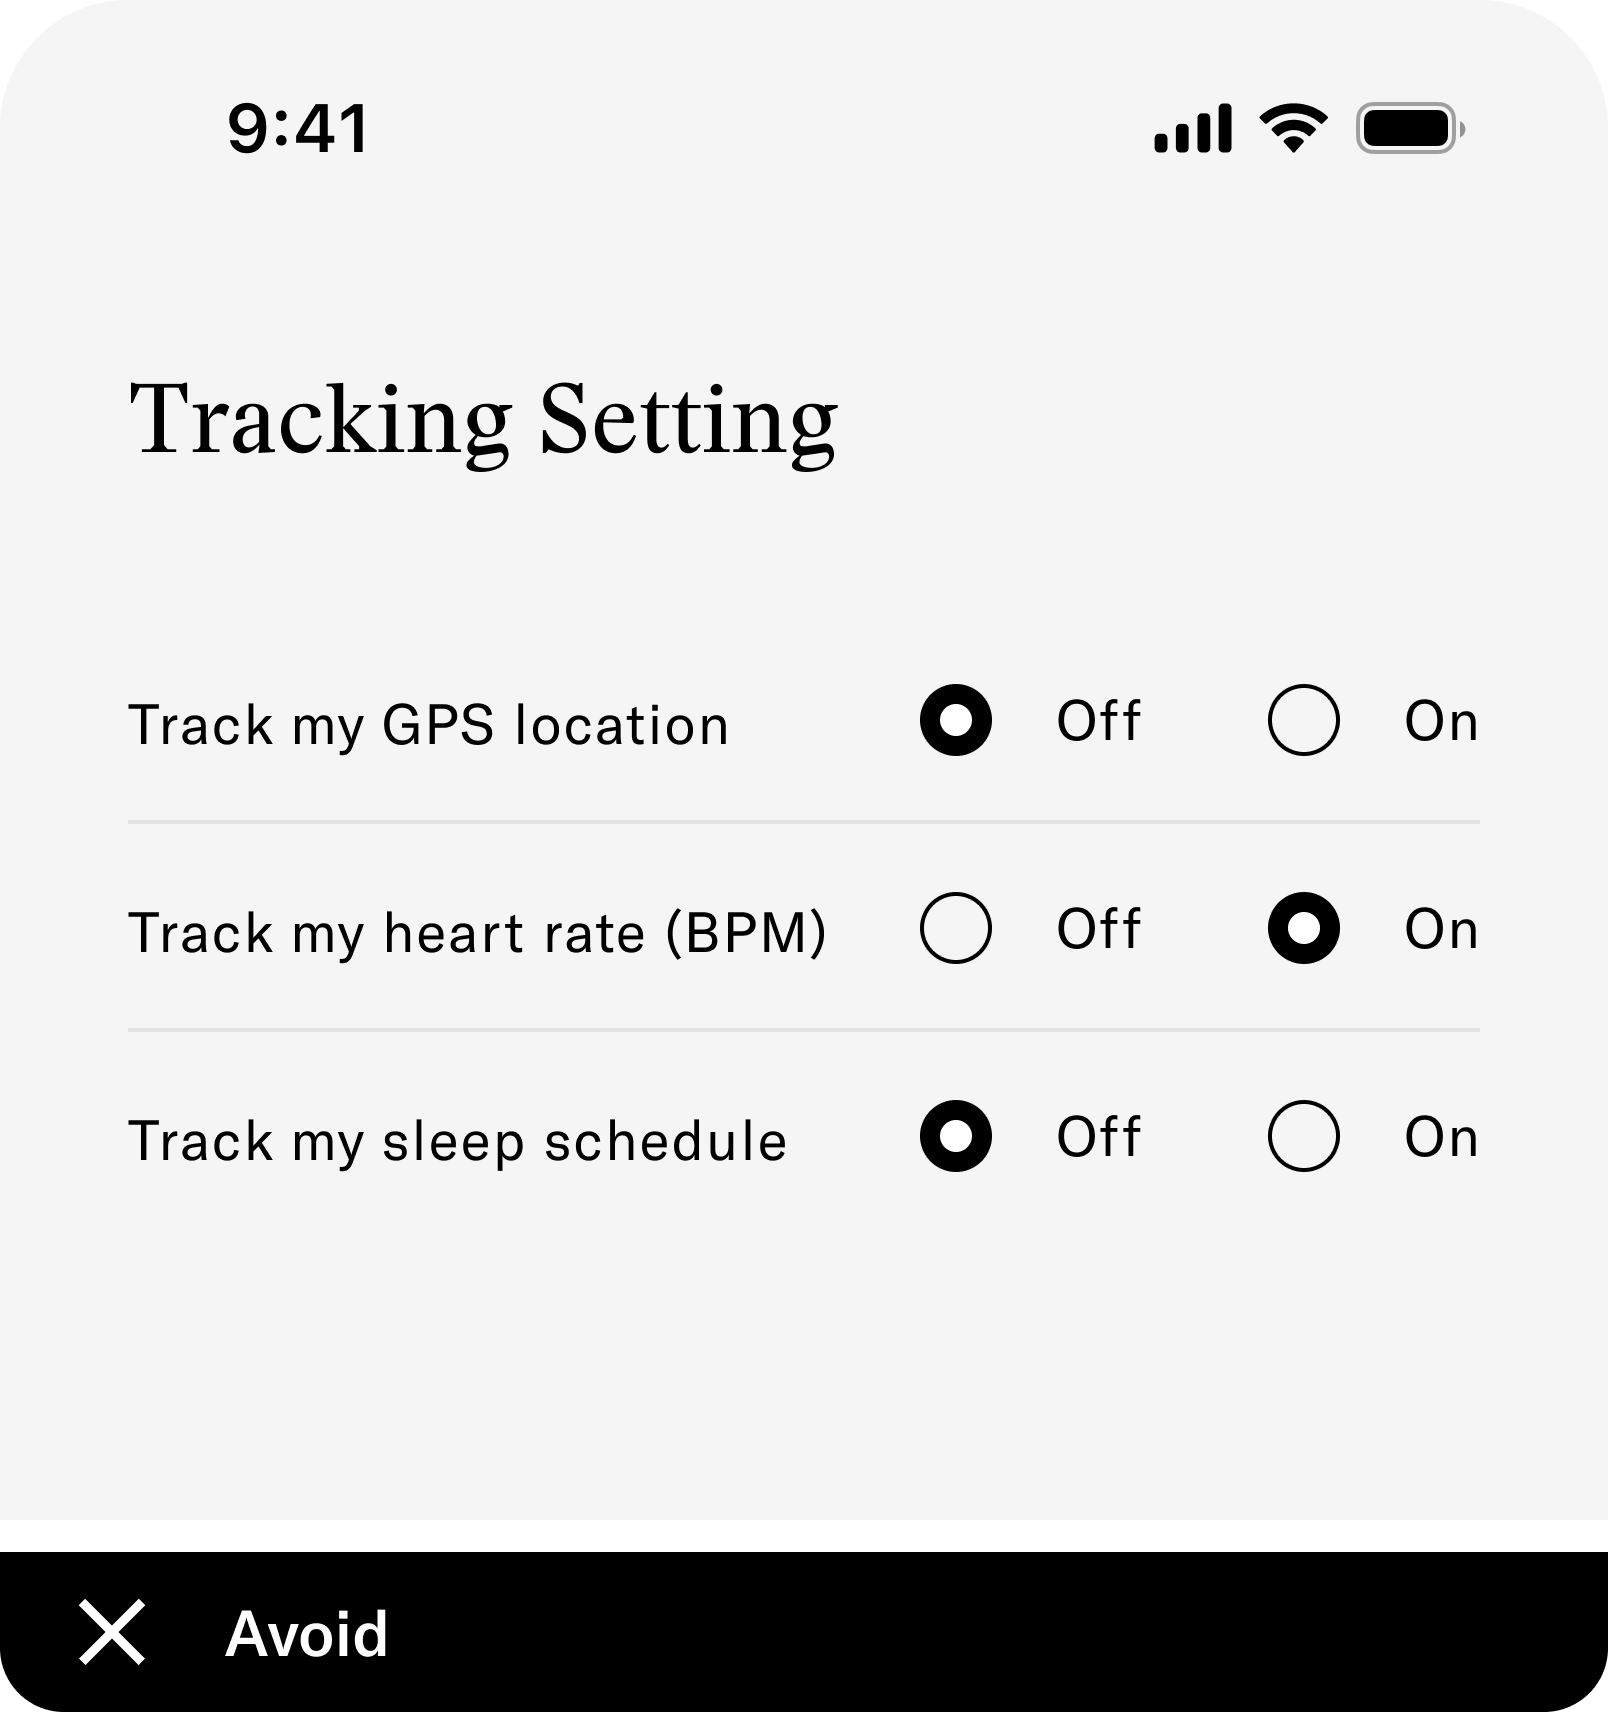 9:41
Tracking Setting
Track my GPS location Off On
Track my heart rate (BPM) Off On
Track my sleep schedule Off On
Avoid